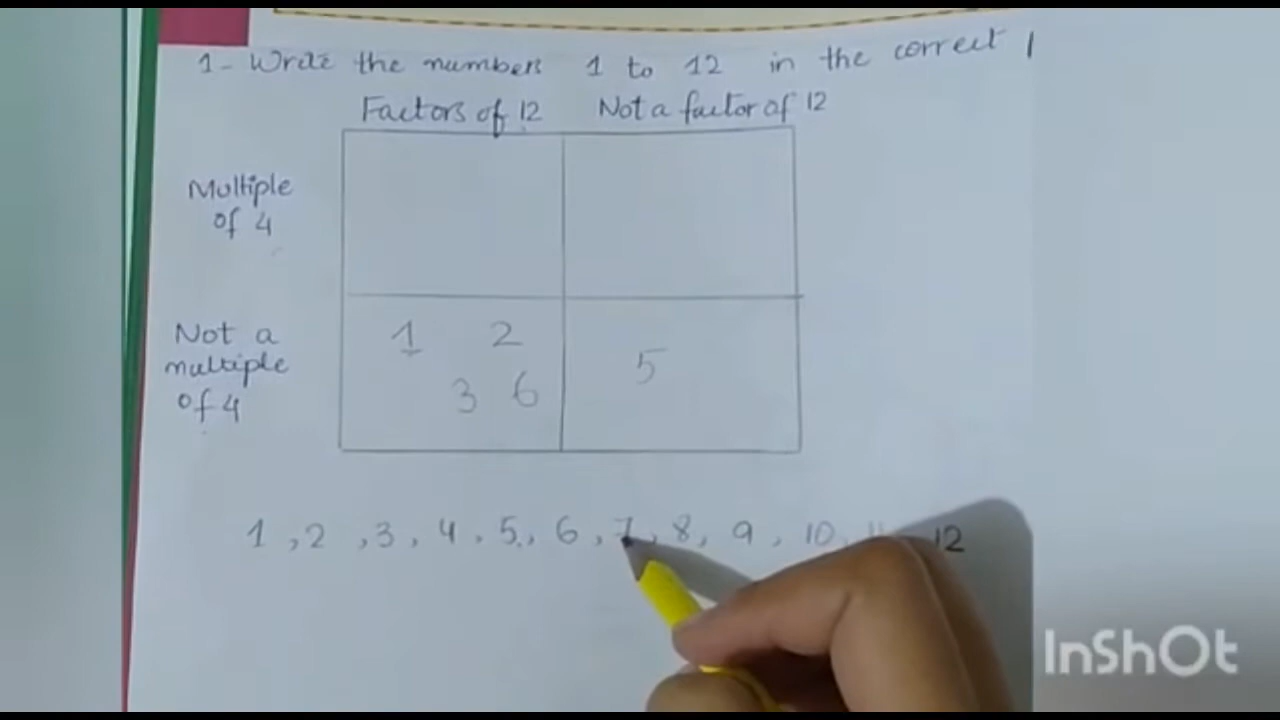 1- Write the numbers 1 to 12 in the correct
Factors of 12 Not a factor of 12
Multiple
of 4
Not a
multiple
of 4
1 2
3 6
5
1 , 2 , 3 , 4 , 5 , 6 , 7 , 8 , 9 , 10 , 12
InShOt